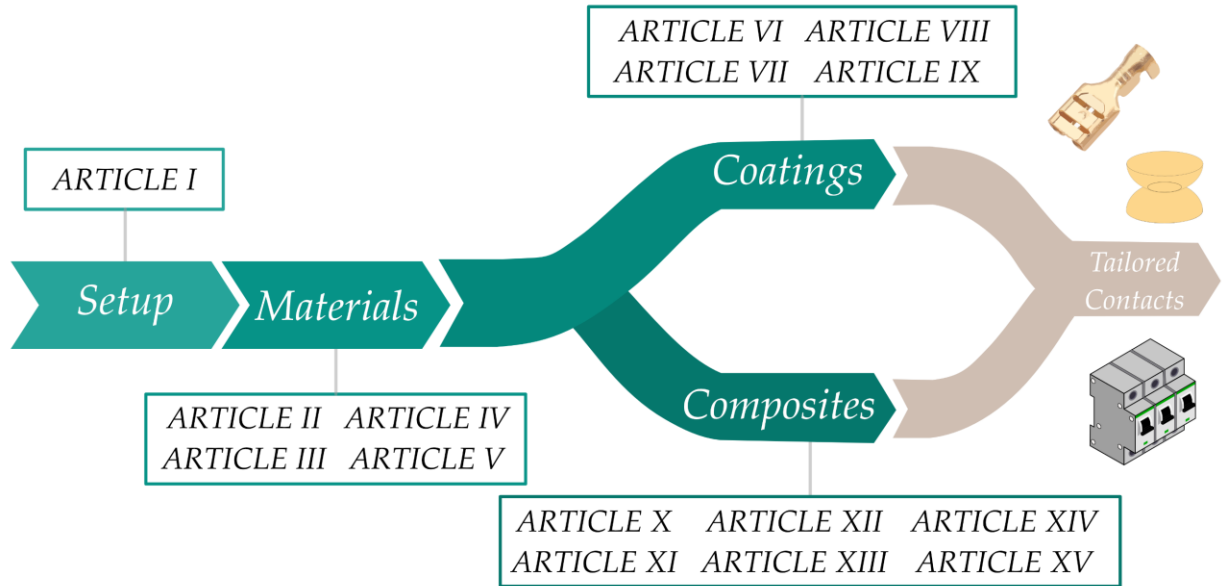 ARTICLE VI ARTICLE VIII
ARTICLE VII ARTICLE IX
ARTICLE I
Coatings
Setup
Materials
Tailored
Contacts
ARTICLE II ARTICLE IV
ARTICLE III ARTICLE V
Composites
ARTICLE X ARTICLE XII ARTICLE XIV
ARTICLE XI ARTICLE XIII ARTICLE XV